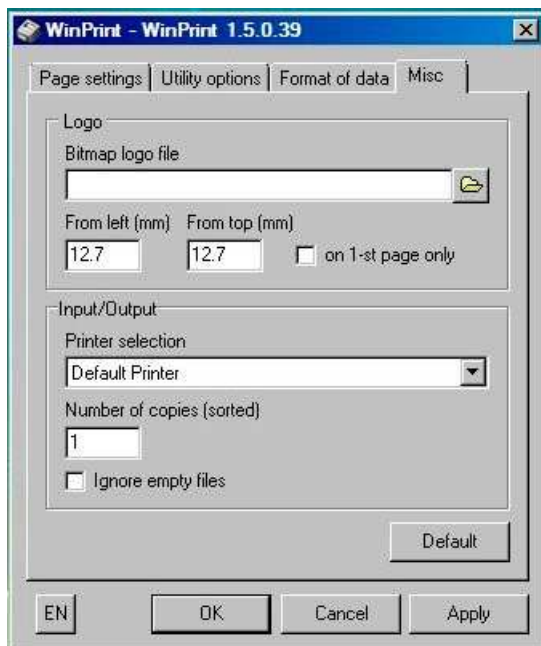 WinPrint - WinPrint 1.5.0.39
Page settings Utility options Format of data Misc
Logo
Bitmap logo file
From left (mm) From top (mm)
12.7 12.7 on 1-st page only
Input/Output
Printer selection
Default Printer
Number of copies (sorted)
1
Ignore empty files
Default
EN OK Cancel Apply